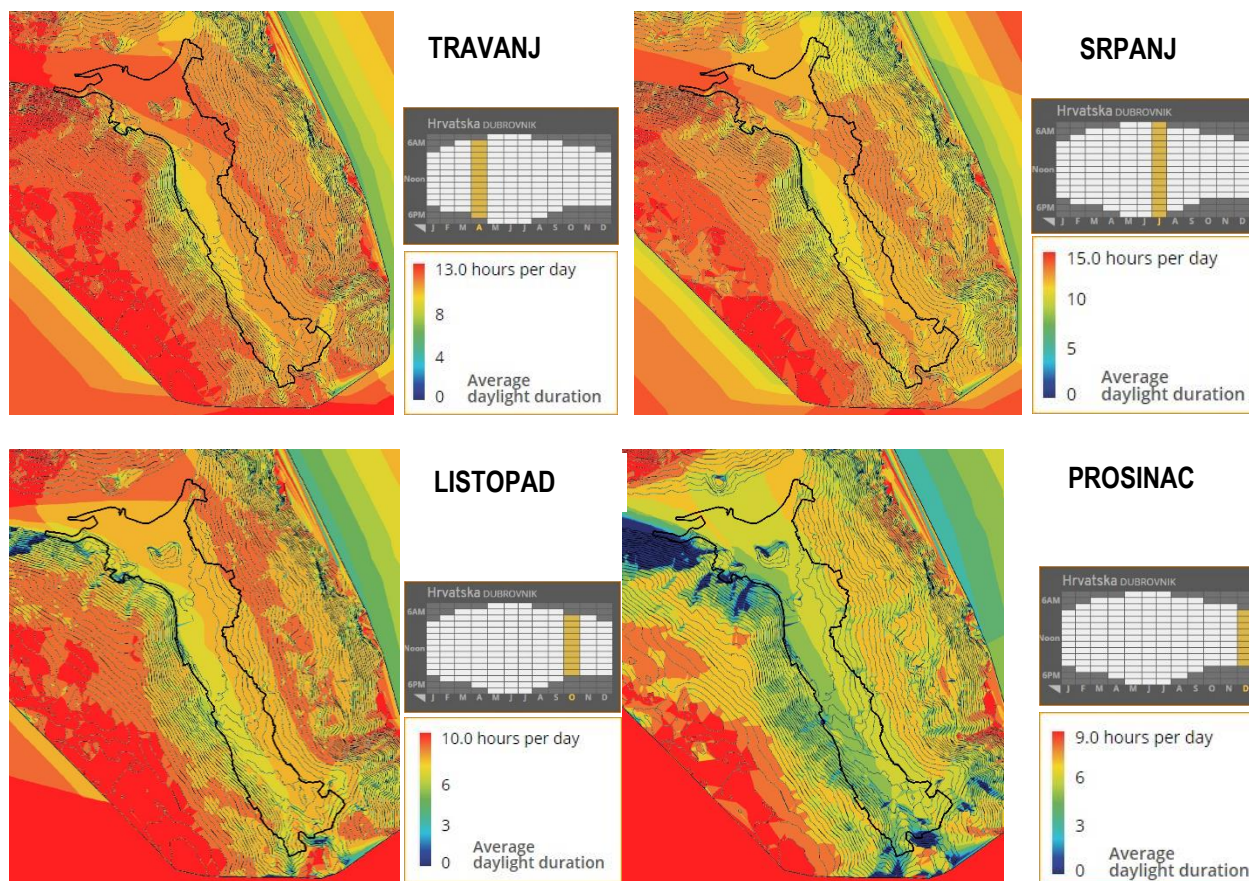 TRAVANJ
Hrvatska DUBROVNIK
6AM
Noon
6PM
J F M A M J J A S O N D
13.0 hours per day
8
4
0
Average
daylight duration
SRPANJ
Hrvatska DUBROVNIK
6AM
Noon
6PM
J F M A M J J A S O N D
15.0 hours per day
10
5
0
Average
daylight duration
LISTOPAD
Hrvatska DUBROVNIK
6AM
Noon
6PM
J F M A M J J A S O N D
10.0 hours per day
6
3
0
Average
daylight duration
PROSINAC
Hrvatska DUBROVNIK
6AM
Noon
6PM
J F M A M J J A S O N D
9.0 hours per day
6
3
0
Average
daylight duration